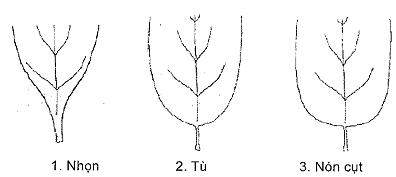 1. Nhọn 2. Tù 3. Nón cụt